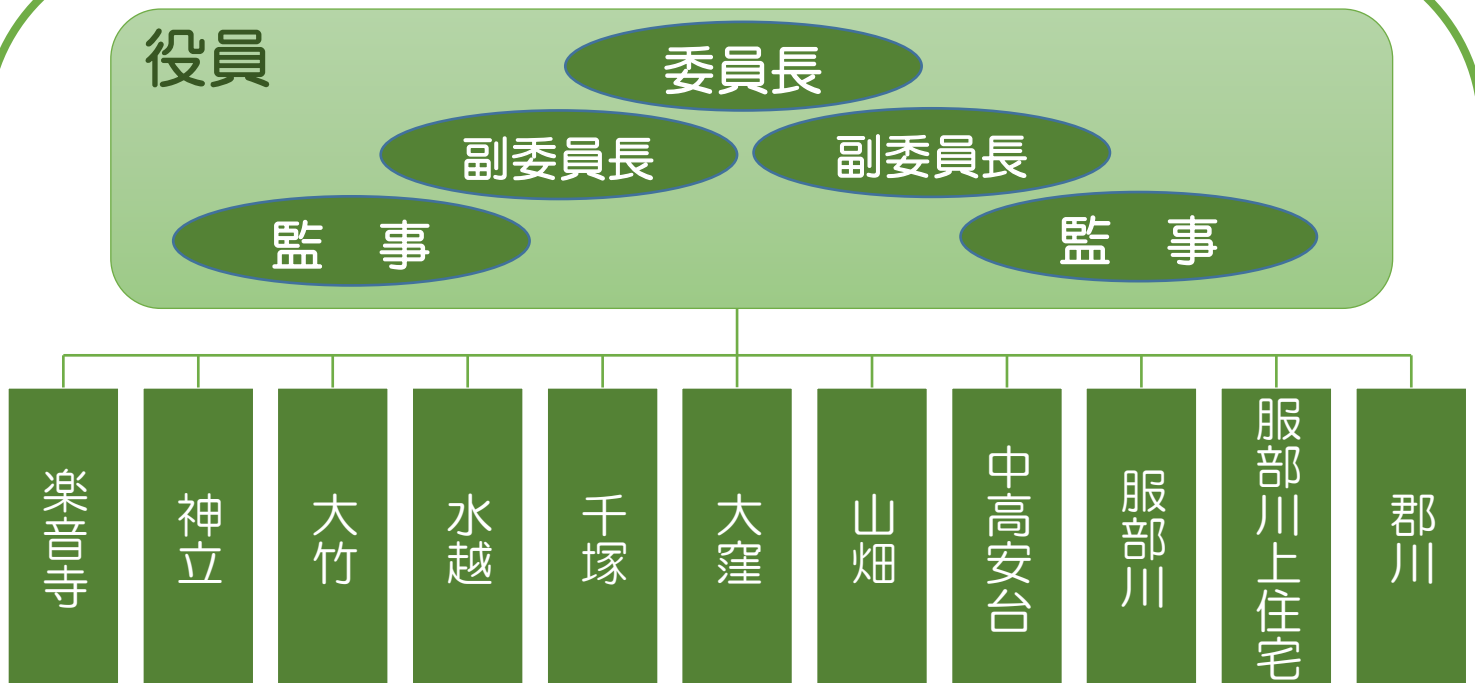 役員
委員長
副委員長
副委員長
監　事
監　事
楽音寺
神立
大竹
水越
千塚
大窪
山畑
中高安台
服部川
服部川上住宅
郡川